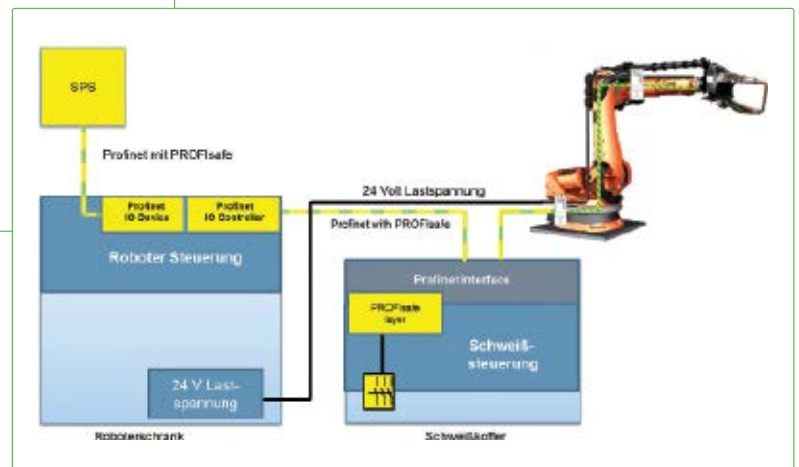 SPS
Profinet mit PROFIsafe
Profinet
IO-Device
Profinet
IO Controller
24 Volt Lastspannung
Profinet with PROFIsafe
Roboter Steuerung
Profinet interface
PROFIsafe
layer
Schweiß-
steuerung
24 V Last-
spannung
Roboterschrank
Schweißkoffer